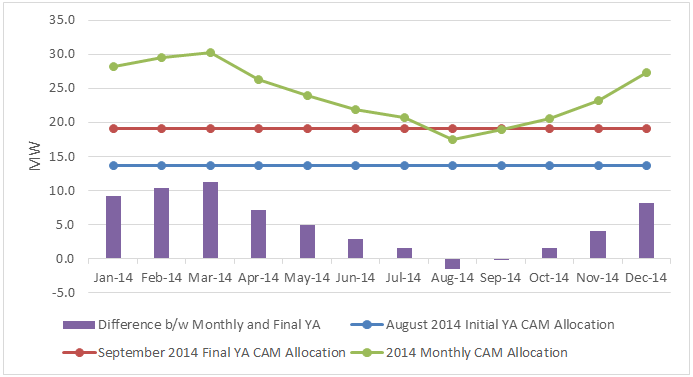 35.0
30.0
25.0
20.0
15.0
10.0
5.0
0.0
-5.0
MW
Jan-14 Feb-14 Mar-14 Apr-14 May-14 Jun-14 Jul-14 Aug-14 Sep-14 Oct-14 Nov-14 Dec-14
Difference b/w Monthly and Final YA August 2014 Initial YA CAM Allocation
September 2014 Final YA CAM Allocation 2014 Monthly CAM Allocation